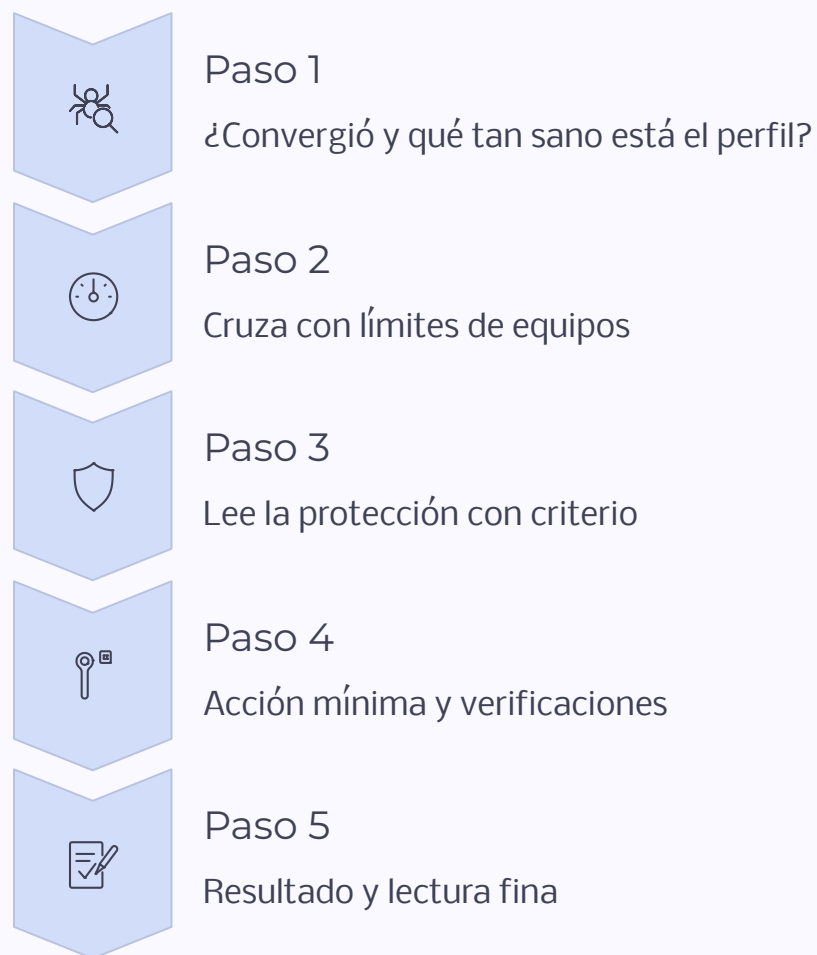 Paso 1
¿Convergió y qué tan sano está el perfil?
Paso 2
Cruza con límites de equipos
Paso 3
Lee la protección con criterio
Paso 4
Acción mínima y verificaciones
Paso 5
Resultado y lectura fina